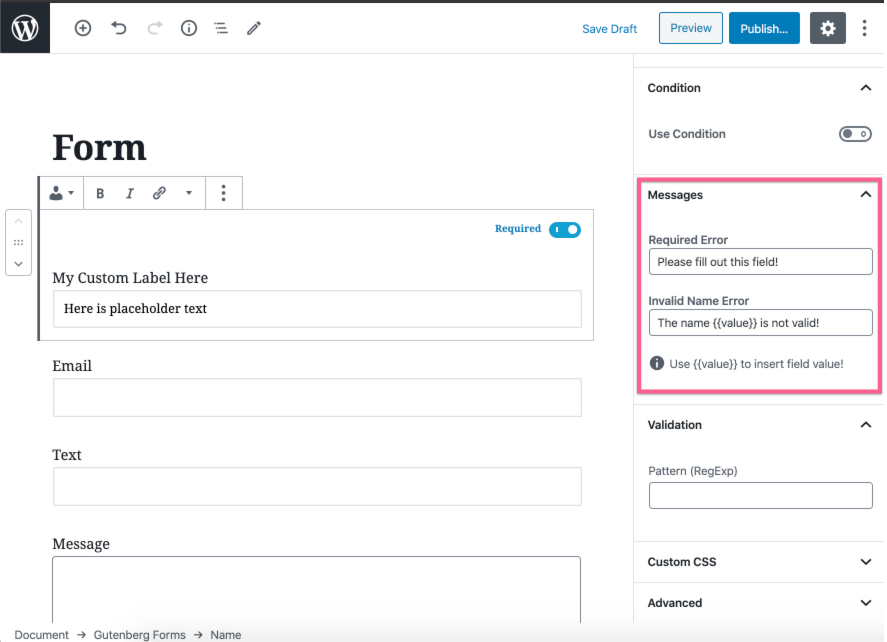 Save Draft
Preview
Publish...
Form
B I
Required
My Custom Label Here
Here is placeholder text
Email
Text
Message
Condition
Use Condition
Messages
Required Error
Please fill out this field!
Invalid Name Error
The name {{value}} is not valid!
Use {{value}} to insert field value!
Validation
Pattern (RegExp)
Custom CSS
Advanced
Document → Gutenberg Forms → Name